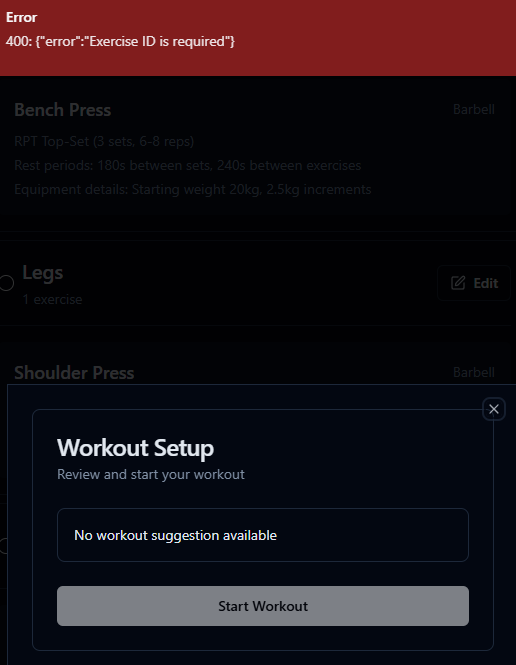 Error
400: {"error":"Exercise ID is required"}
Bench Press
Barbell
RPT Top-Set (3 sets, 6-8 reps)
Rest periods: 180s between sets, 240s between exercises
Equipment details: Starting weight 20kg, 2.5kg increments
Legs
1 exercise
Edit
Shoulder Press
Barbell
Workout Setup
Review and start your workout
No workout suggestion available
Start Workout